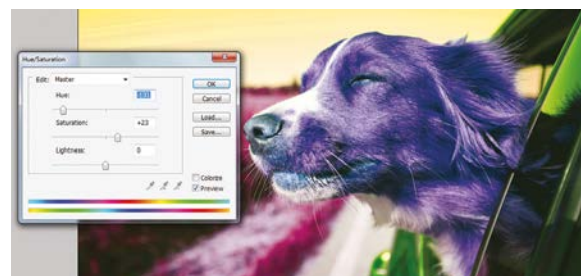 Hue/Saturation
Edit: Master
OK
Hue:
Cancel
Load...
Saturation: +23
Save...
Lightness: 0
Colorize
Preview